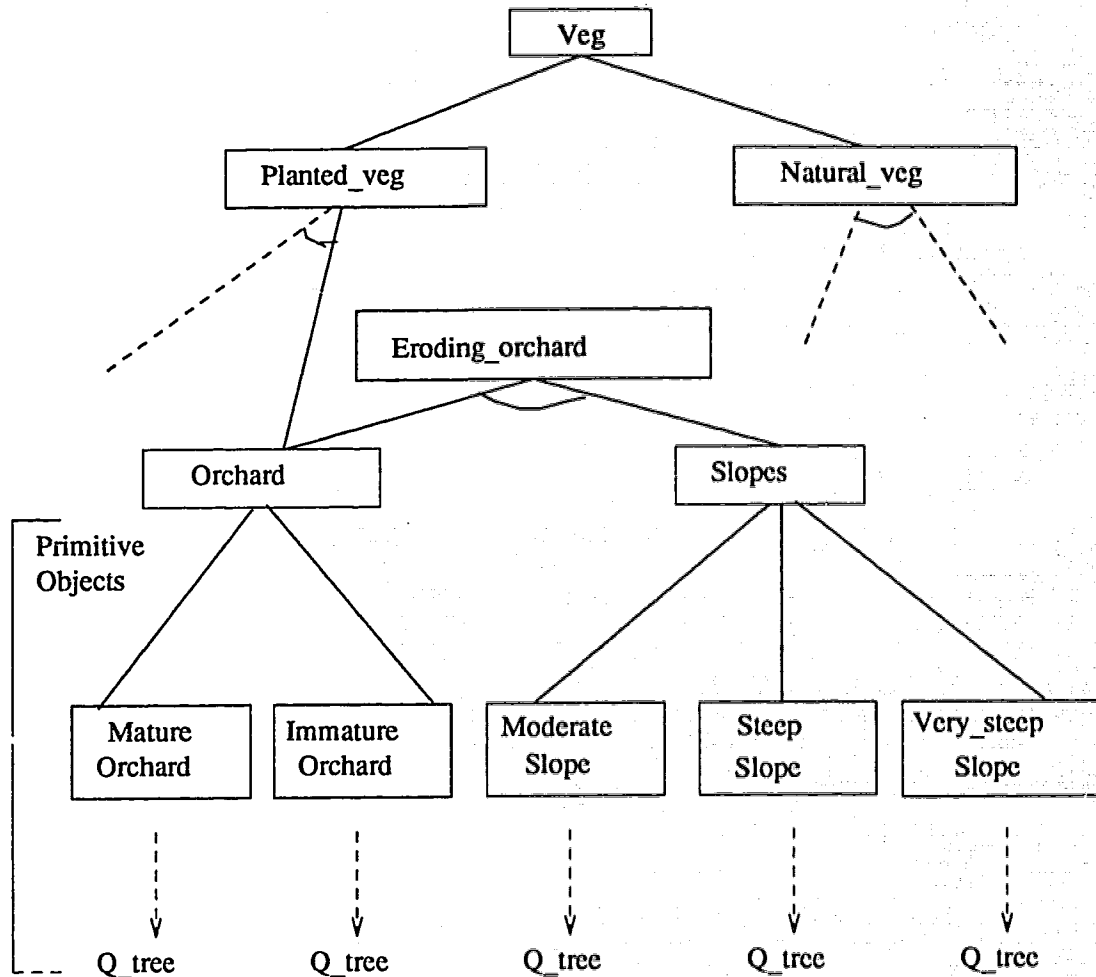 Veg
Planted_veg
Natural_veg
Eroding_orchard
Orchard
Slopes
Primitive
Objects
Mature
Orchard
Immature
Orchard
Moderate
Slope
Steep
Slope
Very_steep
Slope
Q_tree
Q_tree
Q_tree
Q_tree
Q_tree